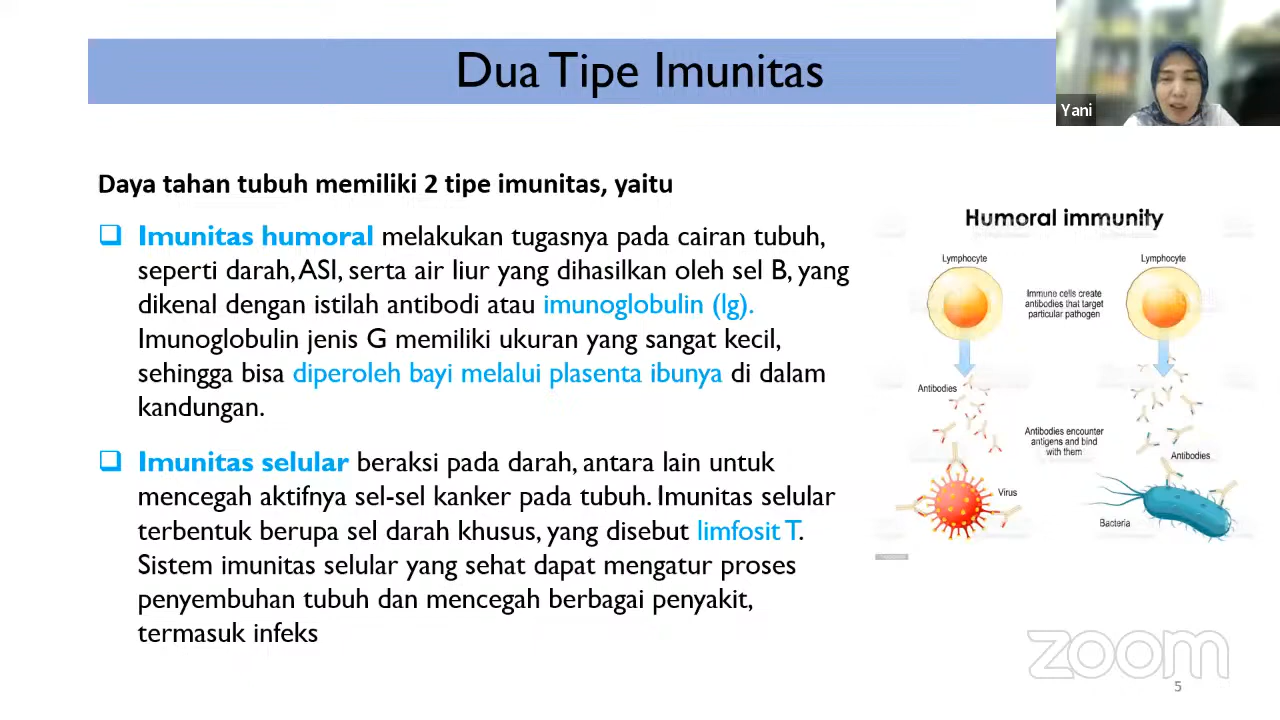 Dua Tipe Imunitas
Yani
Daya tahan tubuh memiliki 2 tipe imunitas, yaitu
Imunitas humoral melakukan tugasnya pada cairan tubuh,
seperti darah, ASI, serta air liur yang dihasilkan oleh sel B, yang
dikenal dengan istilah antibodi atau imunoglobulin (lg).
Imunoglobulin jenis G memiliki ukuran yang sangat kecil,
sehingga bisa diperoleh bayi melalui plasenta ibunya di dalam
kandungan.
Imunitas selular beraksi pada darah, antara lain untuk
mencegah aktifnya sel-sel kanker pada tubuh. Imunitas selular
terbentuk berupa sel darah khusus, yang disebut limfosit T.
Sistem imunitas selular yang sehat dapat mengatur proses
penyembuhan tubuh dan mencegah berbagai penyakit,
termasuk infeks
Humoral immunity
Lymphocyte
Lymphocyte
Immune cells create
antibodies that target
particular pathogen
Antibodies
Antibodies encounter
antigens and bind
with them
Antibodies
Virus
Bacteria
zoom
5